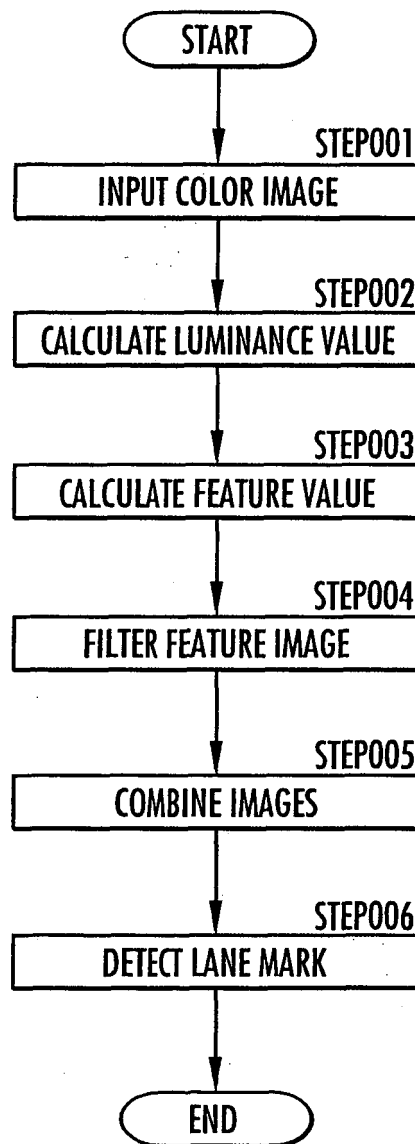 START
STEP001
INPUT COLOR IMAGE
STEP002
CALCULATE LUMINANCE VALUE
STEP003
CALCULATE FEATURE VALUE
STEP004
FILTER FEATURE IMAGE
STEP005
COMBINE IMAGES
STEP006
DETECT LANE MARK
END